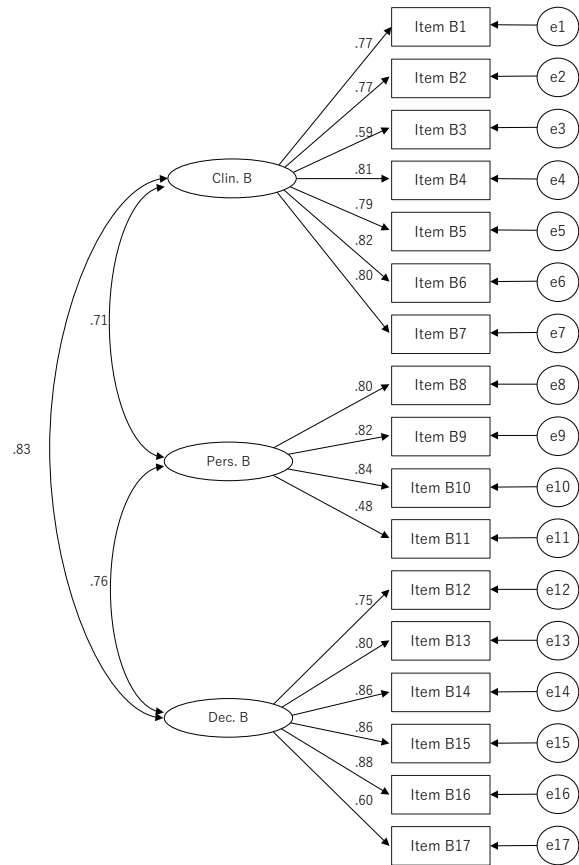 Item B1
e1
.77
Item B2
e2
.77
Item B3
e3
.59
Clin. B
.81
Item B4
e4
.79
Item B5
e5
.82
Item B6
e6
.80
Item B7
e7
.71
.80
Item B8
e8
.83
.82
Item B9
e9
Pers. B
.84
Item B10
e10
.48
Item B11
e11
.76
.75
Item B12
e12
.80
Item B13
e13
.86
Item B14
e14
Dec. B
.86
Item B15
e15
.88
Item B16
e16
.60
Item B17
e17